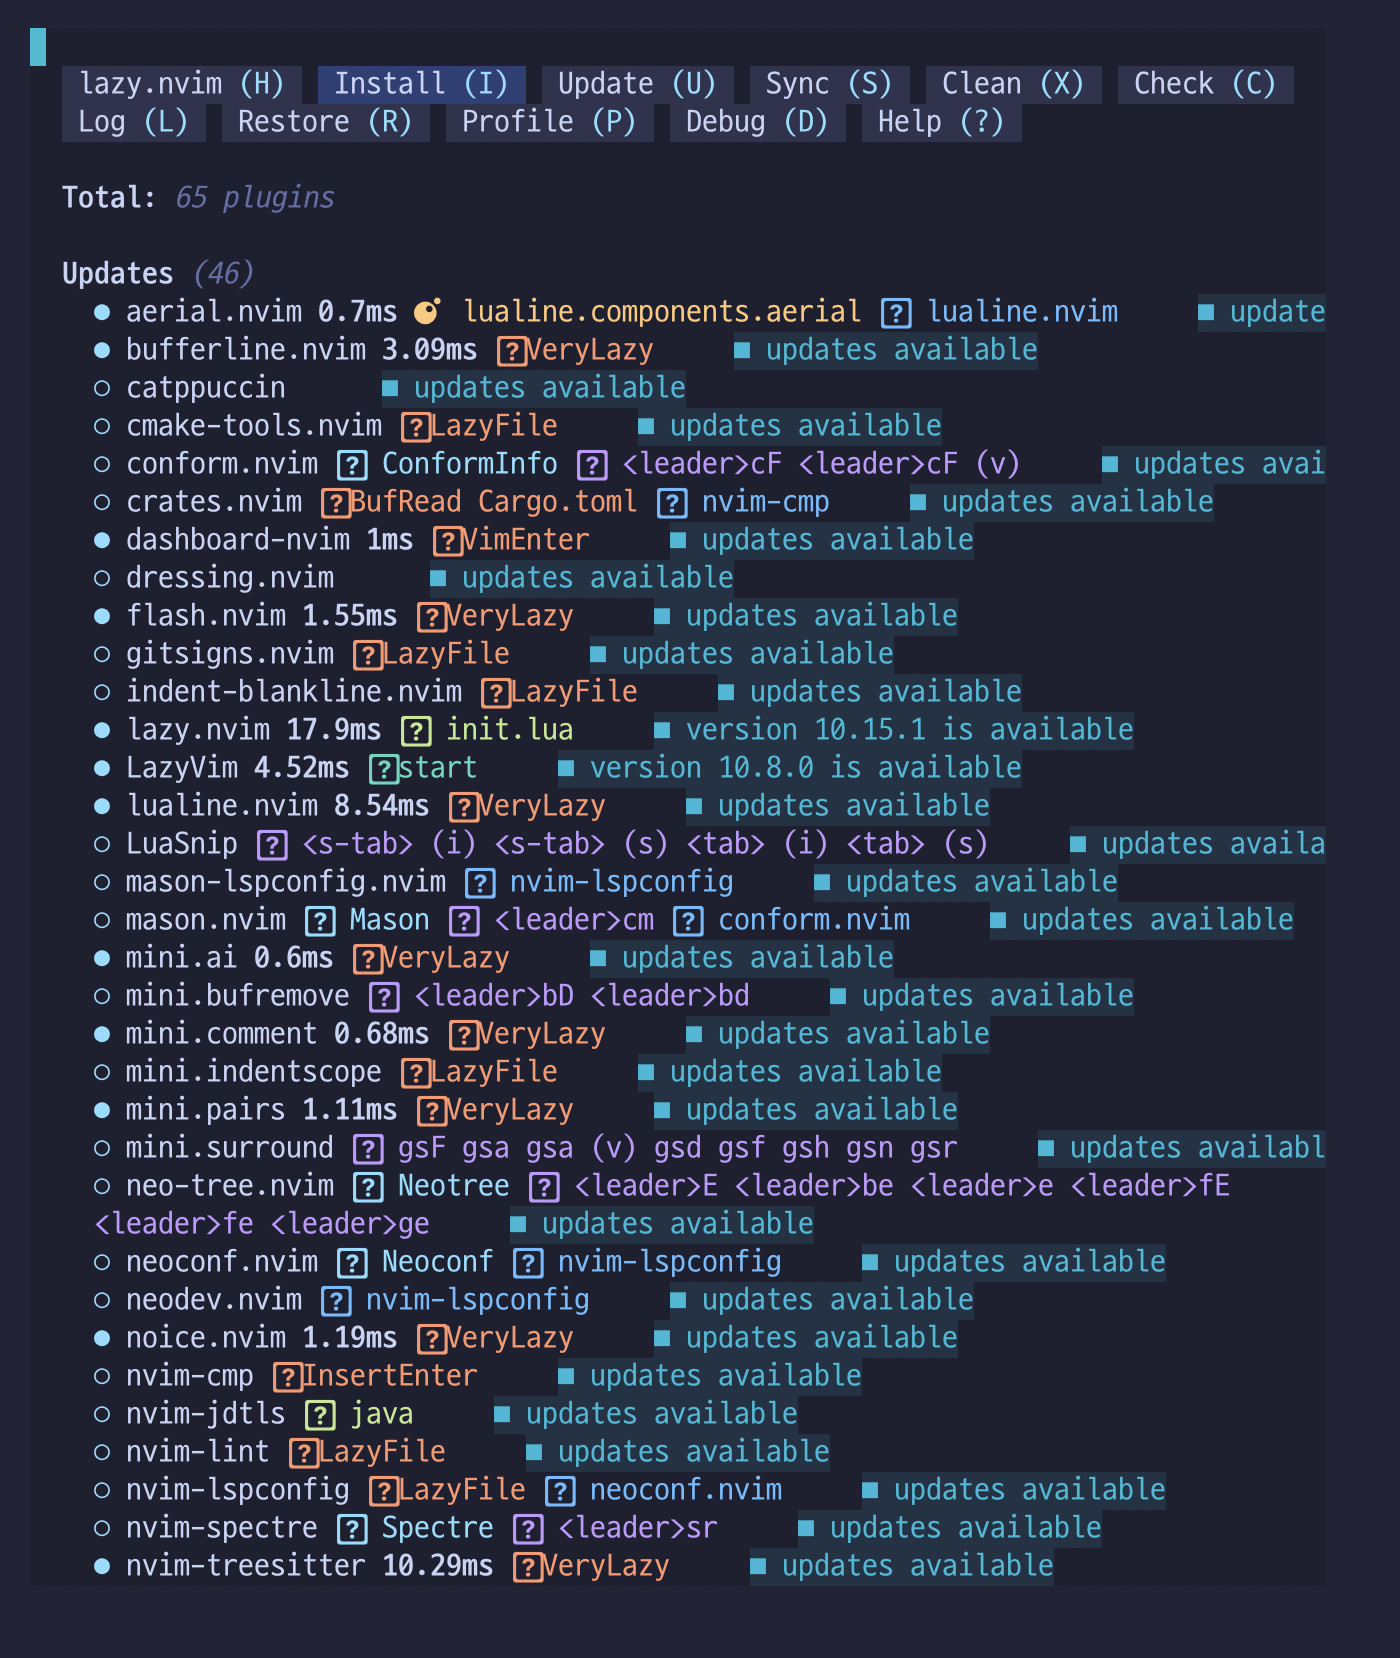 lazy.nvim (H) Install (I) Update (U) Sync (S) Clean (X) Check (C)
Log (L) Restore (R) Profile (P) Debug (D) Help (?)
Total: 65 plugins
Updates (46)
● aerial.nvim 0.7ms lualine.components.aerial [?] lualine.nvim ■ update
● bufferline.nvim 3.09ms [?]VeryLazy ■ updates available
○ catppuccin ■ updates available
○ cmake-tools.nvim [?]LazyFile ■ updates available
○ conform.nvim [?] ConformInfo [?] <leader>cF <leader>cF (v) ■ updates avai
○ crates.nvim [?]BufRead Cargo.toml [?] nvim-cmp ■ updates available
● dashboard-nvim 1ms [?]VimEnter ■ updates available
○ dressing.nvim ■ updates available
● flash.nvim 1.55ms [?]VeryLazy ■ updates available
○ gitsigns.nvim [?]LazyFile ■ updates available
○ indent-blankline.nvim [?]LazyFile ■ updates available
● lazy.nvim 17.9ms [?] init.lua ■ version 10.15.1 is available
● LazyVim 4.52ms [?]start ■ version 10.8.0 is available
● lualine.nvim 8.54ms [?]VeryLazy ■ updates available
○ LuaSnip [?] <s-tab> (i) <s-tab> (s) <tab> (i) <tab> (s) ■ updates availa
○ mason-lspconfig.nvim [?] nvim-lspconfig ■ updates available
○ mason.nvim [?] Mason [?] <leader>cm [?] conform.nvim ■ updates available
● mini.ai 0.6ms [?]VeryLazy ■ updates available
○ mini.bufremove [?] <leader>bD <leader>bd ■ updates available
● mini.comment 0.68ms [?]VeryLazy ■ updates available
○ mini.indentscope [?]LazyFile ■ updates available
● mini.pairs 1.11ms [?]VeryLazy ■ updates available
○ mini.surround [?] gsF gsa gsa (v) gsd gsf gsh gsn gsr ■ updates availabl
○ neo-tree.nvim [?] Neotree [?] <leader>E <leader>be <leader>e <leader>fE
<leader>fe <leader>ge ■ updates available
○ neoconf.nvim [?] Neoconf [?] nvim-lspconfig ■ updates available
○ neodev.nvim [?] nvim-lspconfig ■ updates available
● noice.nvim 1.19ms [?]VeryLazy ■ updates available
○ nvim-cmp [?]InsertEnter ■ updates available
○ nvim-jdtls [?] java ■ updates available
○ nvim-lint [?]LazyFile ■ updates available
○ nvim-lspconfig [?]LazyFile [?] neoconf.nvim ■ updates available
○ nvim-spectre [?] Spectre [?] <leader>sr ■ updates available
● nvim-treesitter 10.29ms [?]VeryLazy ■ updates available